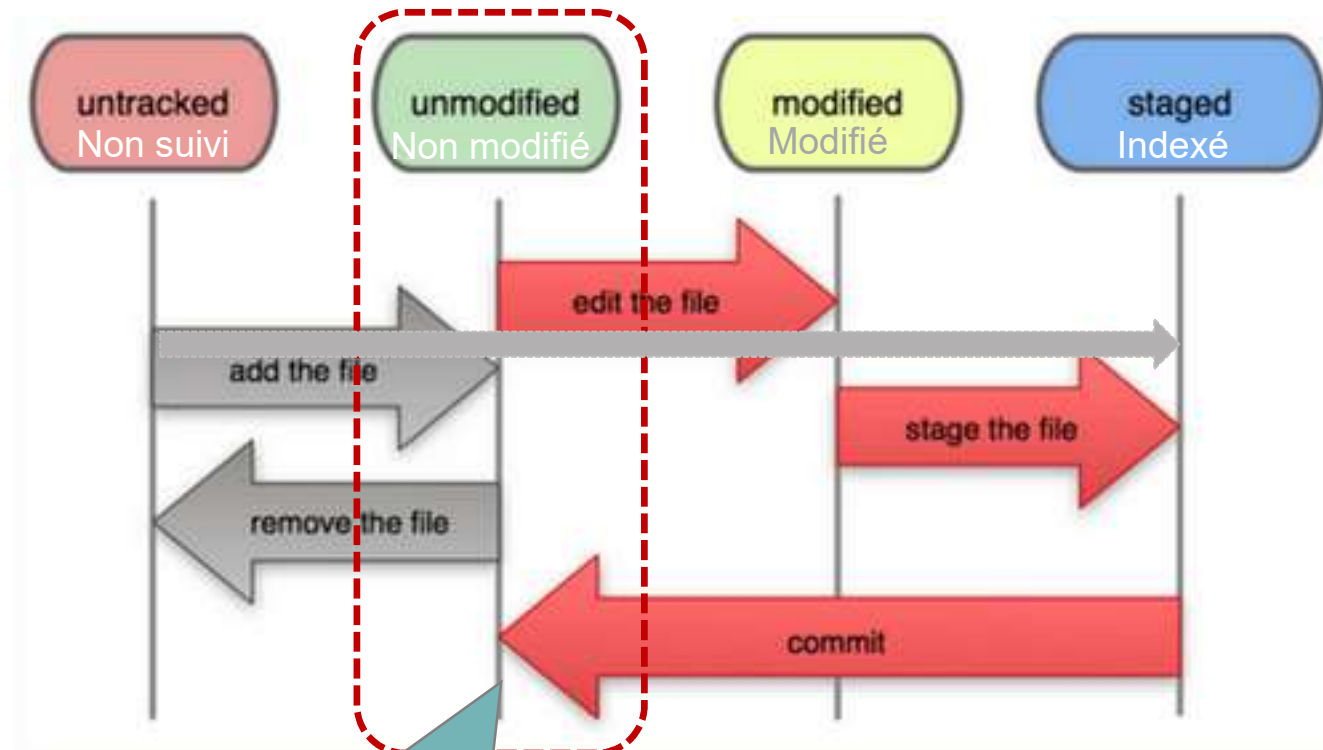 untracked
Non suivi
unmodified
Non modifié
modified
Modifié
staged
Indexé
edit the file
add the file
stage the file
remove the file
commit